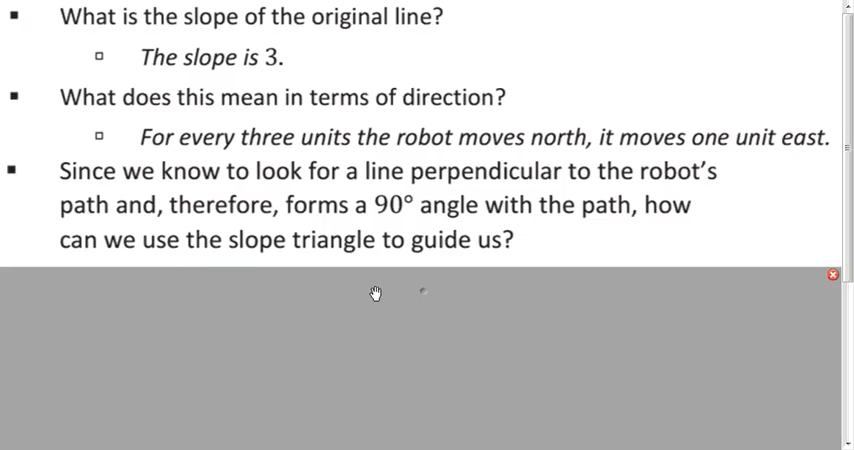 ▪ What is the slope of the original line?
▫ The slope is 3.
▪ What does this mean in terms of direction?
▫ For every three units the robot moves north, it moves one unit east.
▪ Since we know to look for a line perpendicular to the robot’s
path and, therefore, forms a 90° angle with the path, how
can we use the slope triangle to guide us?